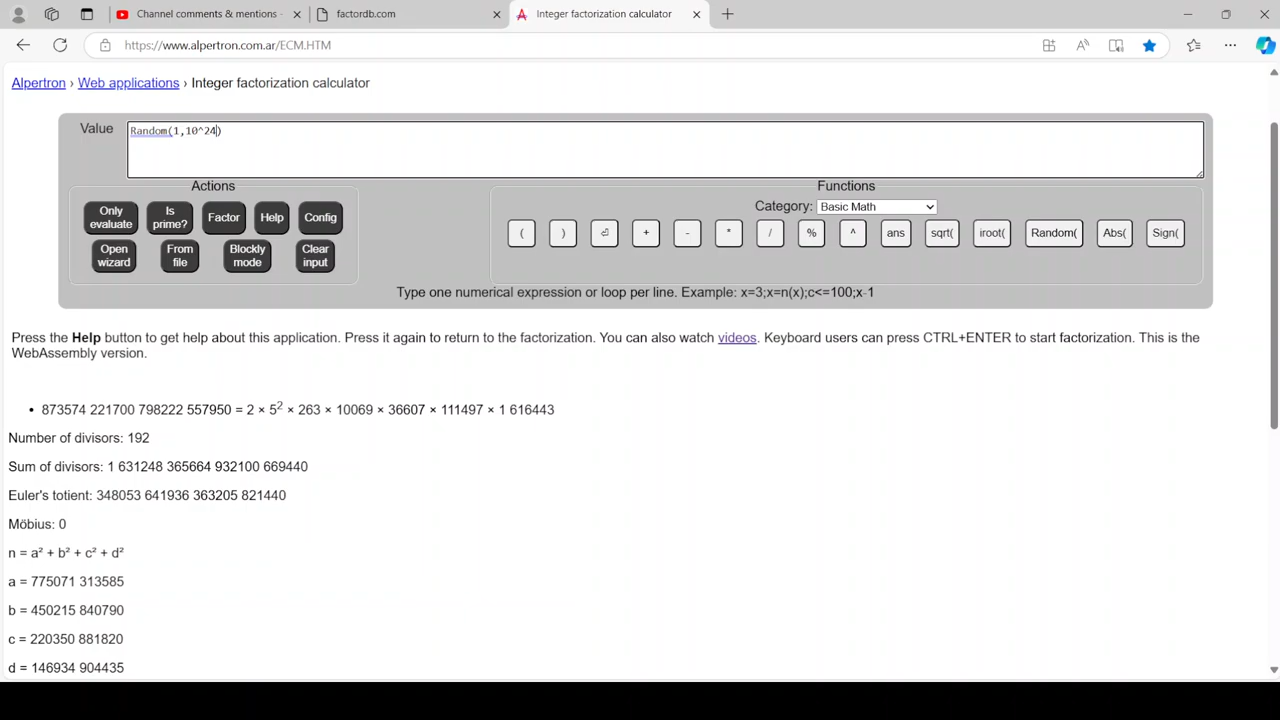 Channel comments & mentions -
factordb.com
Integer factorization calculator
https://www.alpertron.com.ar/ECM.HTM
Alpertron › Web applications › Integer factorization calculator
Value
Random(1,10^24)
Actions
Only evaluate
Is prime?
Factor
Help
Config
Open wizard
From file
Blockly mode
Clear input
Functions
Category: Basic Math
( ) ⏎ + - * / % ^ ans sqrt( iroot( Random( Abs( Sign(
Type one numerical expression or loop per line. Example: x=3;x=n(x);c<=100;x-1
Press the Help button to get help about this application. Press it again to return to the factorization. You can also watch videos. Keyboard users can press CTRL+ENTER to start factorization. This is the
WebAssembly version.
• 873574 221700 798222 557950 = 2 × 5² × 263 × 10069 × 36607 × 111497 × 1 616443
Number of divisors: 192
Sum of divisors: 1 631248 365664 932100 669440
Euler's totient: 348053 641936 363205 821440
Möbius: 0
n = a² + b² + c² + d²
a = 775071 313585
b = 450215 840790
c = 220350 881820
d = 146934 904435